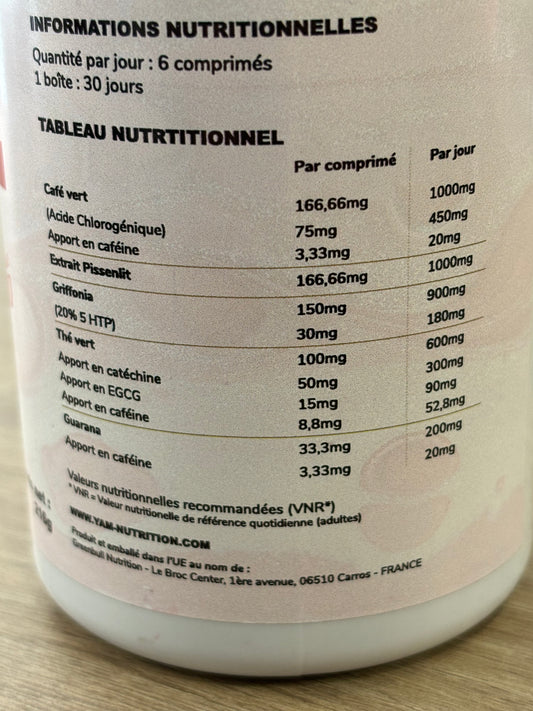 INFORMATIONS NUTRITIONNELLES
Quantité par jour : 6 comprimés
1 boîte : 30 jours
TABLEAU NUTRTITIONNEL
Par comprimé Par jour
Café vert 166,66mg 1000mg
(Acide Chlorogénique) 75mg 450mg
Apport en caféine 3,33mg 20mg
Extrait Pissenlit 166,66mg 1000mg
Griffonia 150mg 900mg
(20% 5 HTP) 30mg 180mg
Thé vert 100mg 600mg
Apport en catéchine 50mg 300mg
Apport en EGCG 15mg 90mg
Apport en caféine 8,8mg 52,8mg
Guarana 33,3mg 200mg
Apport en caféine 3,33mg 20mg
Valeurs nutritionnelles recommandées (VNR*)
* VNR = Valeur nutritionelle de référence quotidienne (adultes)
WWW.YAM-NUTRITION.COM
Produit et emballé dans l'UE au nom de :
Greenbull Nutrition - Le Broc Center, 1ère avenue, 06510 Carros - FRANCE
net :